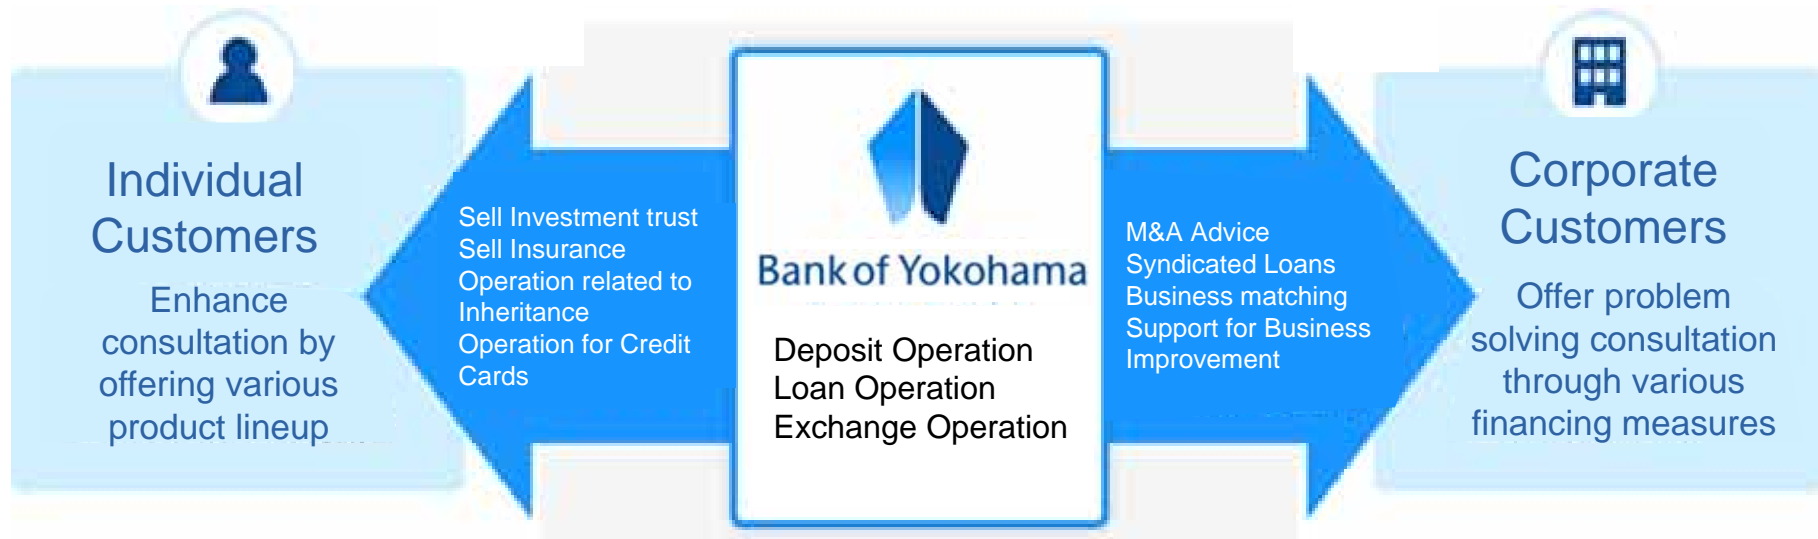 Individual
Customers
Enhance
consultation by
offering various
product lineup
Sell Investment trust
Sell Insurance
Operation related to
Inheritance
Operation for Credit
Cards
Bank of Yokohama
Deposit Operation
Loan Operation
Exchange Operation
M&A Advice
Syndicated Loans
Business matching
Support for Business
Improvement
Corporate
Customers
Offer problem
solving consultation
through various
financing measures